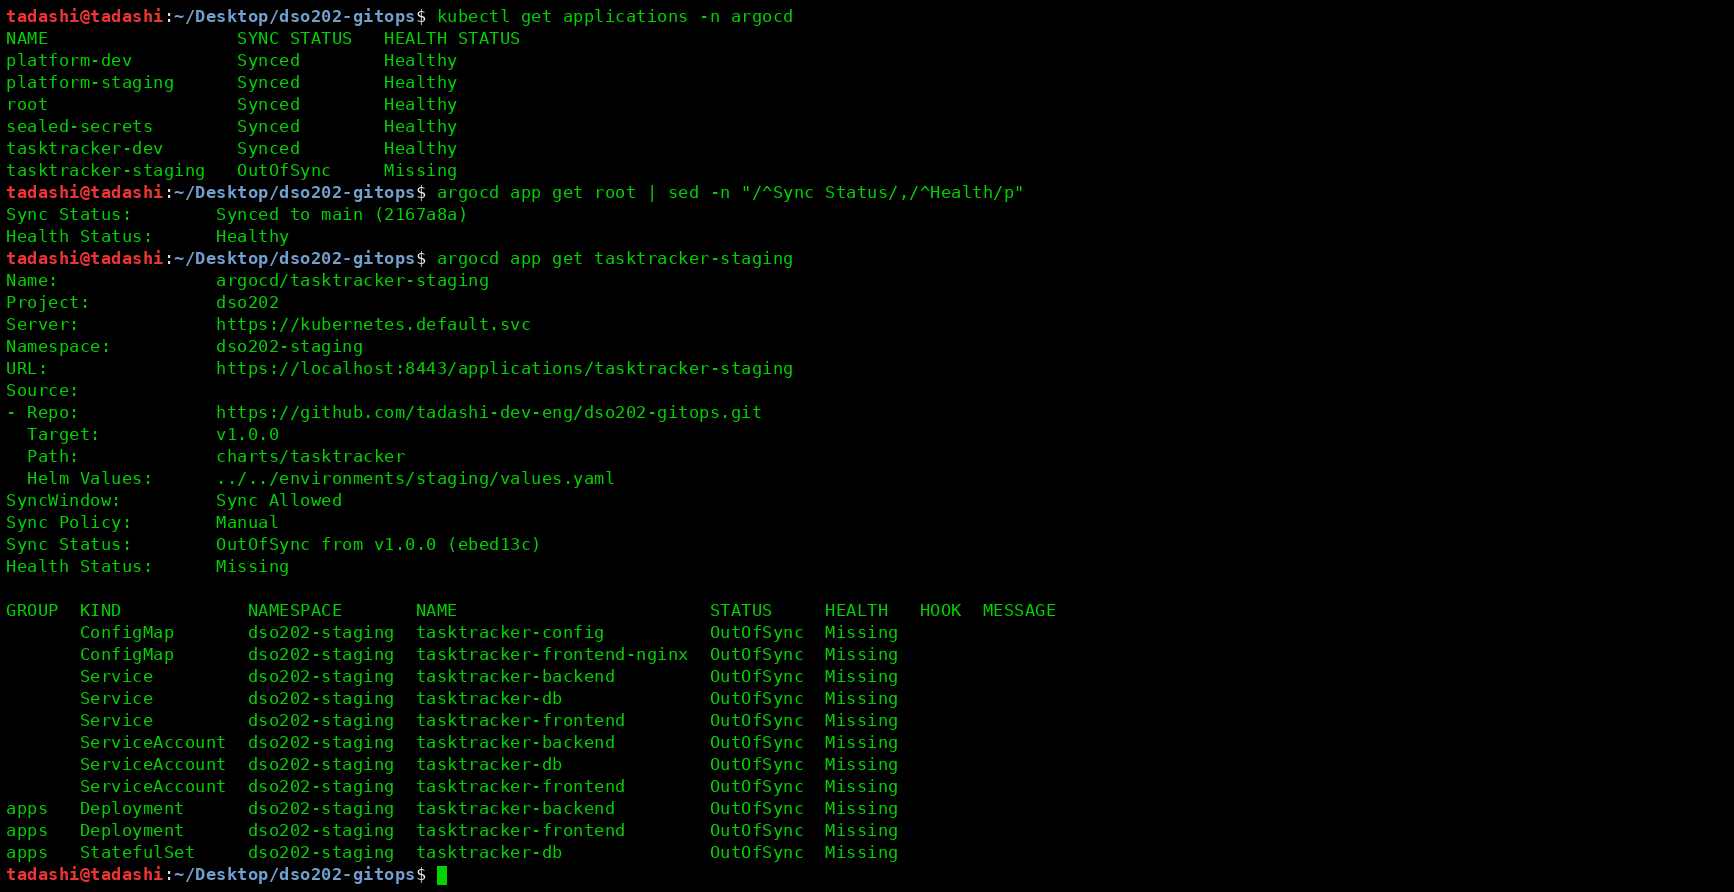 tadashi@tadashi:~/Desktop/dso202-gitops$ kubectl get applications -n argocd
NAME                  SYNC STATUS   HEALTH STATUS
platform-dev          Synced        Healthy
platform-staging      Synced        Healthy
root                  Synced        Healthy
sealed-secrets        Synced        Healthy
tasktracker-dev       Synced        Healthy
tasktracker-staging   OutOfSync     Missing
tadashi@tadashi:~/Desktop/dso202-gitops$ argocd app get root | sed -n "/^Sync Status/,/^Health/p"
Sync Status:        Synced to main (2167a8a)
Health Status:      Healthy
tadashi@tadashi:~/Desktop/dso202-gitops$ argocd app get tasktracker-staging
Name:               argocd/tasktracker-staging
Project:            dso202
Server:             https://kubernetes.default.svc
Namespace:          dso202-staging
URL:                https://localhost:8443/applications/tasktracker-staging
Source:
- Repo:             https://github.com/tadashi-dev-eng/dso202-gitops.git
  Target:           v1.0.0
  Path:             charts/tasktracker
  Helm Values:      ../../environments/staging/values.yaml
SyncWindow:         Sync Allowed
Sync Policy:        Manual
Sync Status:        OutOfSync from v1.0.0 (ebed13c)
Health Status:      Missing

GROUP  KIND            NAMESPACE       NAME                        STATUS     HEALTH   HOOK  MESSAGE
       ConfigMap       dso202-staging  tasktracker-config          OutOfSync  Missing
       ConfigMap       dso202-staging  tasktracker-frontend-nginx  OutOfSync  Missing
       Service         dso202-staging  tasktracker-backend         OutOfSync  Missing
       Service         dso202-staging  tasktracker-db              OutOfSync  Missing
       Service         dso202-staging  tasktracker-frontend        OutOfSync  Missing
       ServiceAccount  dso202-staging  tasktracker-backend         OutOfSync  Missing
       ServiceAccount  dso202-staging  tasktracker-db              OutOfSync  Missing
       ServiceAccount  dso202-staging  tasktracker-frontend        OutOfSync  Missing
apps   Deployment      dso202-staging  tasktracker-backend         OutOfSync  Missing
apps   Deployment      dso202-staging  tasktracker-frontend        OutOfSync  Missing
apps   StatefulSet     dso202-staging  tasktracker-db              OutOfSync  Missing
tadashi@tadashi:~/Desktop/dso202-gitops$